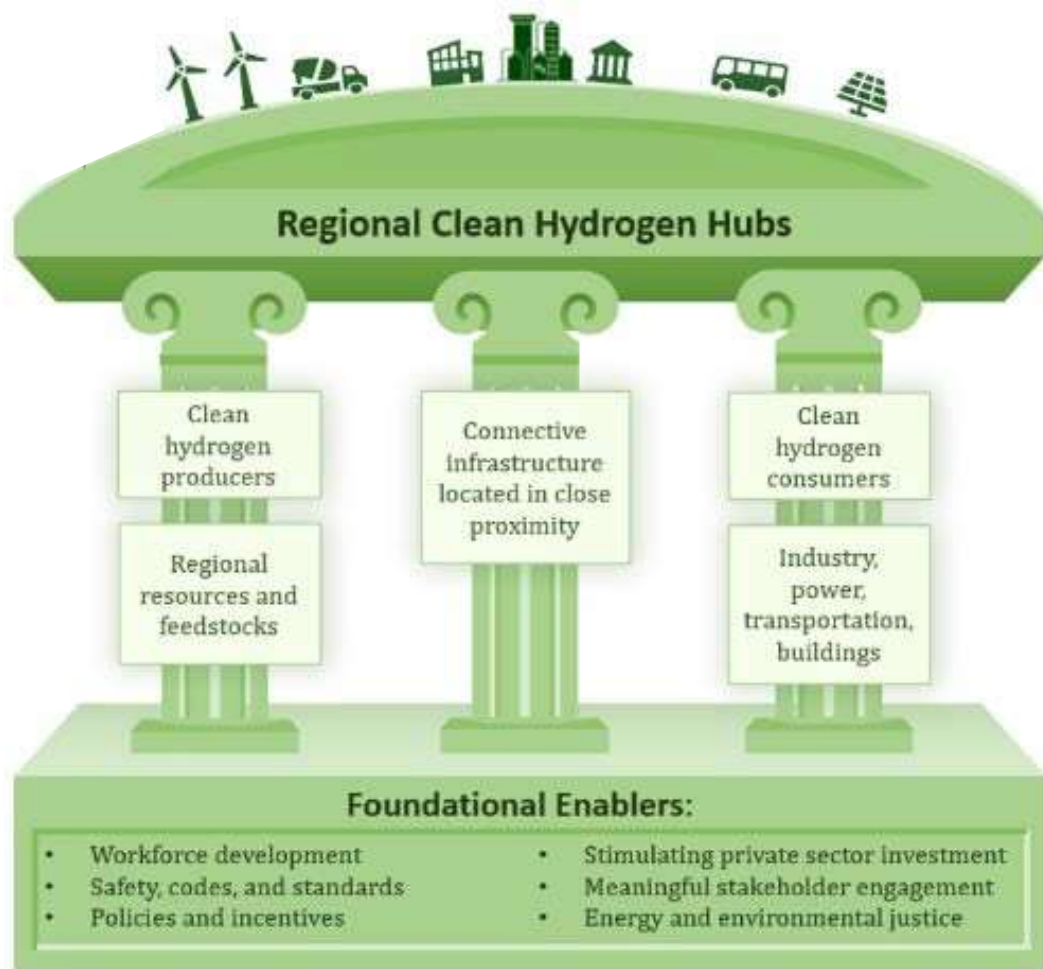 Regional Clean Hydrogen Hubs
Clean
hydrogen
producers
Regional
resources and
feedstocks
Connective
infrastructure
located in close
proximity
Clean
hydrogen
consumers
Industry,
power,
transportation,
buildings
Foundational Enablers:
• Workforce development
• Safety, codes, and standards
• Policies and incentives
• Stimulating private sector investment
• Meaningful stakeholder engagement
• Energy and environmental justice